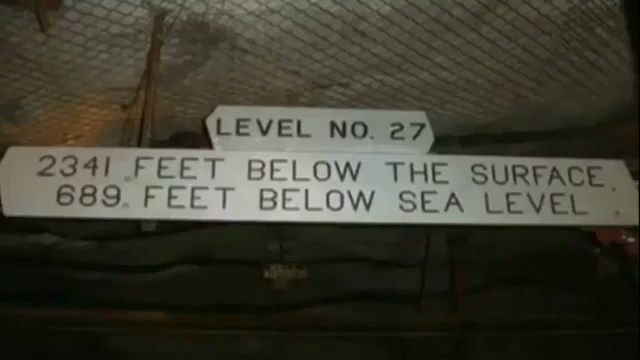 LEVEL NO. 27
2341 FEET BELOW THE SURFACE.
689 FEET BELOW SEA LEVEL